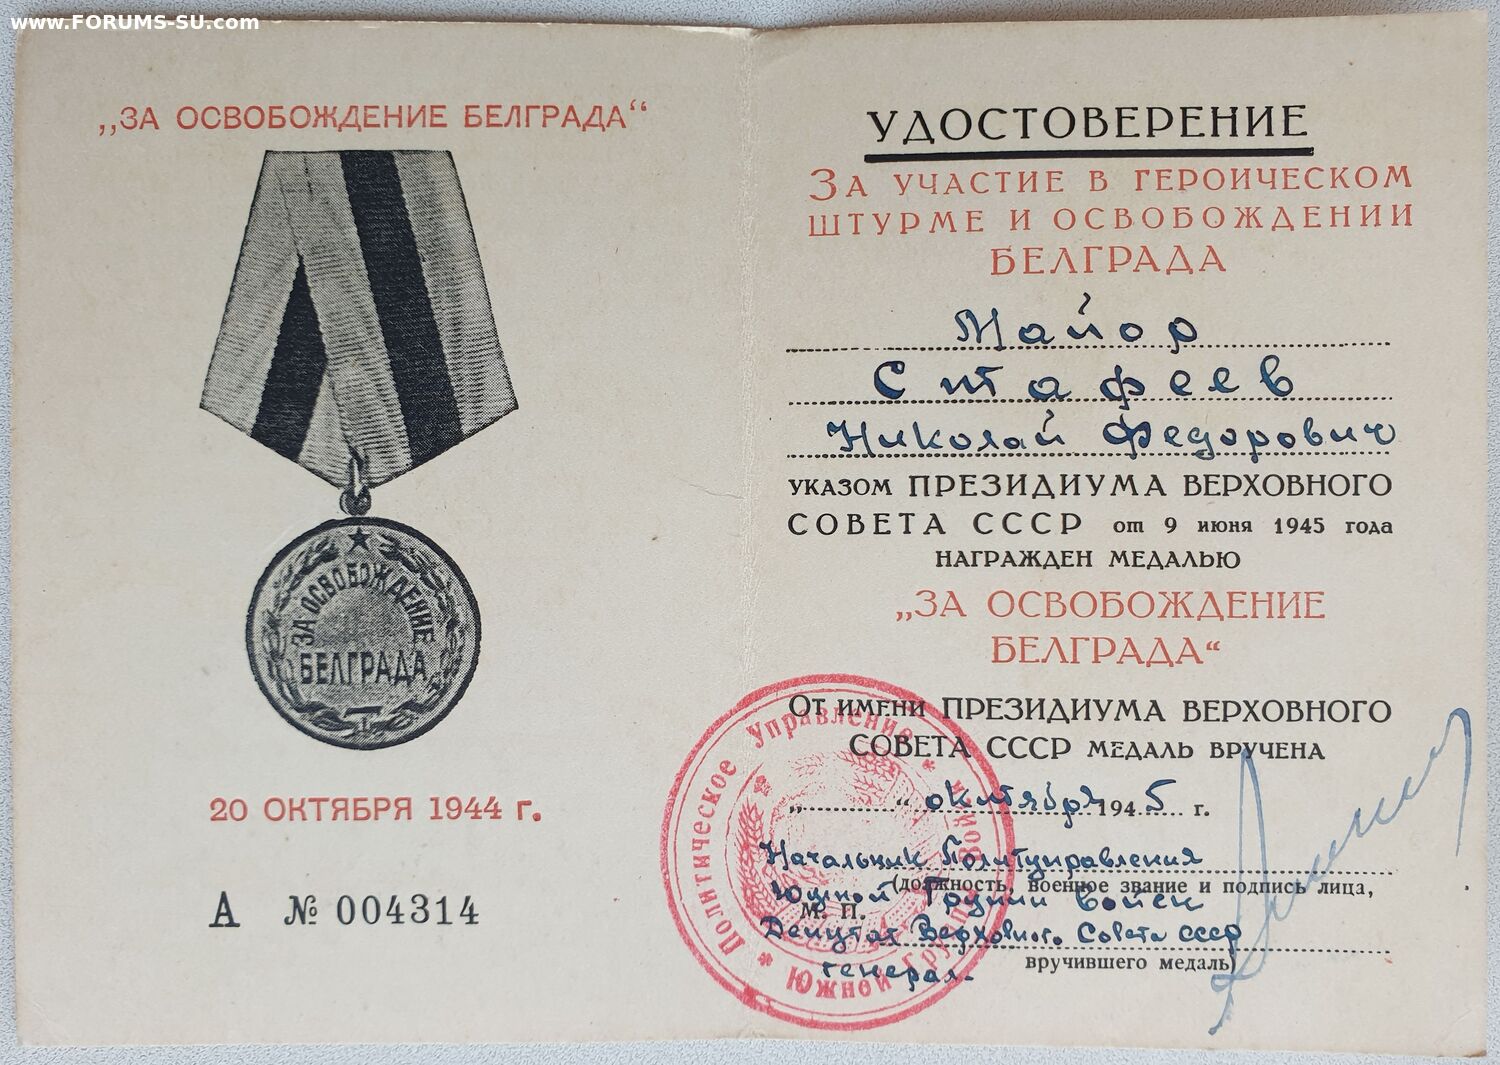 www.FORUMS-SU.com
„ЗА ОСВОБОЖДЕНИЕ БЕЛГРАДА“
ЗА ОСВОБОЖДЕНИЕ
БЕЛГРАДА
20 ОКТЯБРЯ 1944 г.
А № 004314
УДОСТОВЕРЕНИЕ
ЗА УЧАСТИЕ В ГЕРОИЧЕСКОМ
ШТУРМЕ И ОСВОБОЖДЕНИИ
БЕЛГРАДА
Майор
Стафеев
Николай Федорович
УКАЗОМ ПРЕЗИДИУМА ВЕРХОВНОГО
СОВЕТА СССР от 9 июня 1945 года
НАГРАЖДЕН МЕДАЛЬЮ
„ЗА ОСВОБОЖДЕНИЕ
БЕЛГРАДА“
ОТ ИМЕНИ ПРЕЗИДИУМА ВЕРХОВНОГО
СОВЕТА СССР МЕДАЛЬ ВРУЧЕНА
„ “ октября 1945 г.
Начальник Политуправления
(должность, военное звание и подпись лица,
Южной Группы Войск
М. П.
Депутат Верховного Совета СССР
вручившего медаль)
генерал-
* Политическое Управление *
Южной Группы Войск